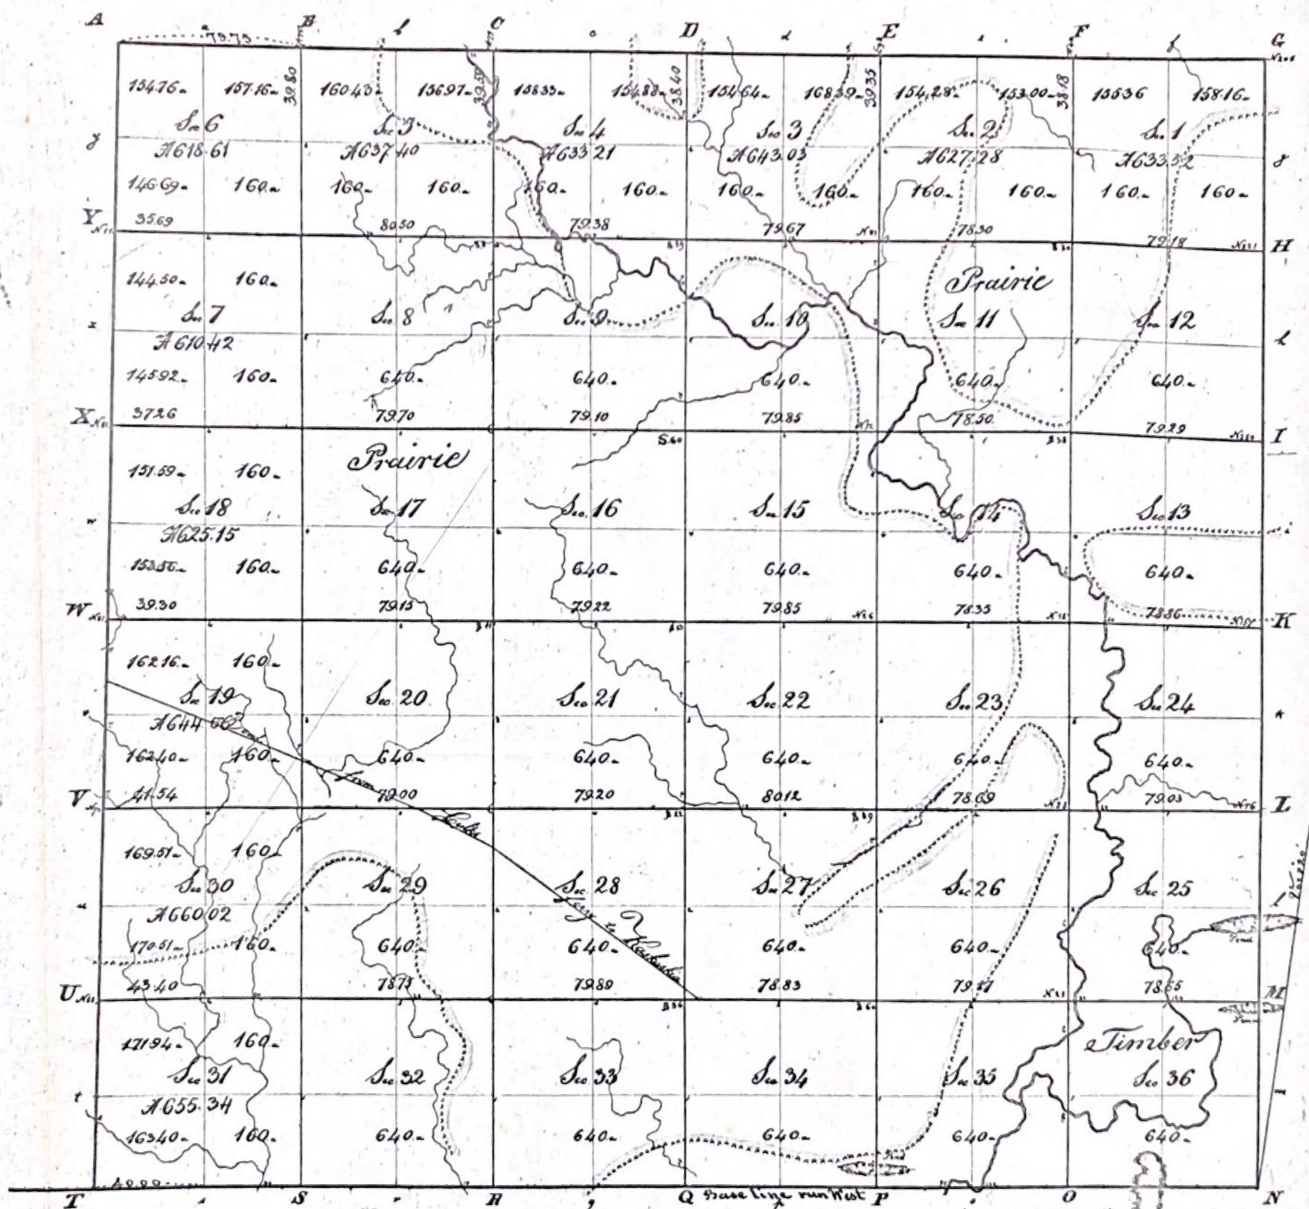 A B C D E F G
79.75
154.76 157.16 39.80 160.43 156.97 39.50 158.33 154.88 38.40 154.64 39.35 154.28 153.00 38.18 155.36 158.16
Sec 6 Sec 5 Sec 4 Sec 3 Sec 2 Sec 1
A618.61 A637.40 A633.21 A643.03 A627.28 A633.52
146.69 160 160 160 160 160 160 160 160 160 160 160
Y 35.69 80.50 79.38 79.67 78.30 79.18 H
144.50 160 Prairie
Sec 7 Sec 8 Sec 9 Sec 10 Sec 11 Sec 12
A610.42
145.92 160 640 640 640 640 640
X 37.26 79.70 79.10 79.85 78.50 79.29 I
151.59 160 Prairie
Sec 18 Sec 17 Sec 16 Sec 15 Sec 14 Sec 13
A625.15
153.56 160 640 640 640 640 640
W 39.30 79.15 79.22 79.85 78.35 78.86 K
162.16 160
Sec 19 Sec 20 Sec 21 Sec 22 Sec 23 Sec 24
A644
162.40 160 640 640 640 640 640
V 41.54 79.00 79.20 80.12 78.69 79.03 L
169.51 160
Sec 30 Sec 29 Sec 28 Sec 27 Sec 26 Sec 25
A660.02
170.51 160 640 640 640 640 640
U 43.40 78.75 79.89 78.83 79.57 78.65 M
171.94 160 Timber
Sec 31 Sec 32 Sec 33 Sec 34 Sec 35 Sec 36
A655.34
163.40 160 640 640 640 640 640
T S R Q Base line run West P O N